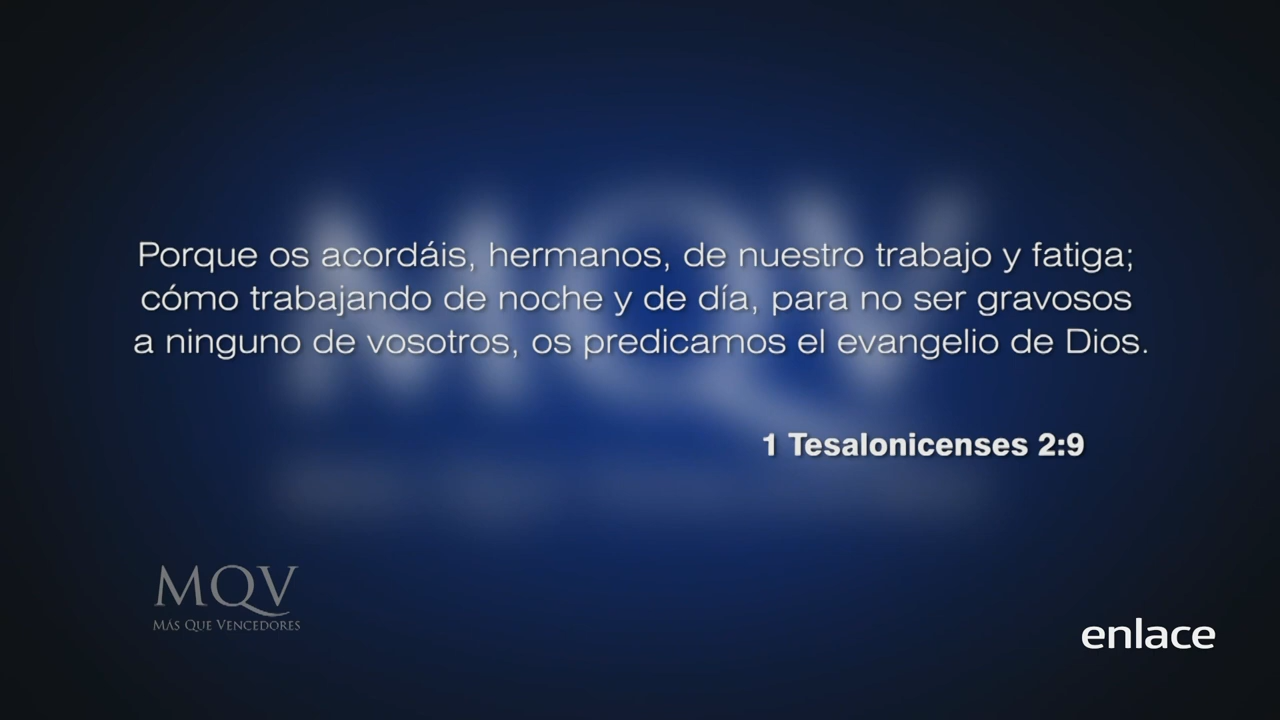 Porque os acordáis, hermanos, de nuestro trabajo y fatiga;
cómo trabajando de noche y de día, para no ser gravosos
a ninguno de vosotros, os predicamos el evangelio de Dios.
1 Tesalonicenses 2:9
MQV
MÁS QUE VENCEDORES
enlace